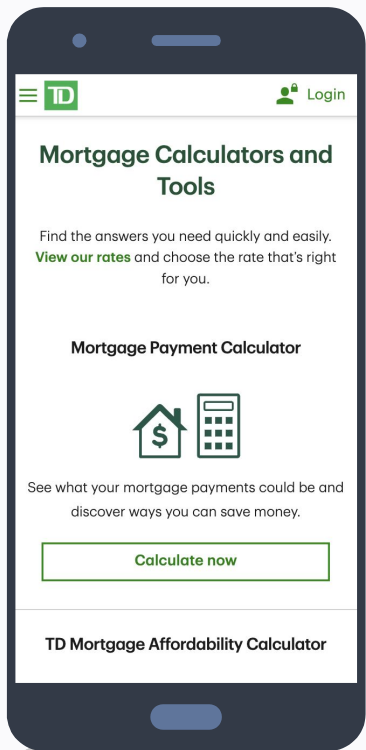 TD
Login
Mortgage Calculators and
Tools
Find the answers you need quickly and easily.
View our rates and choose the rate that's right
for you.
Mortgage Payment Calculator
$
See what your mortgage payments could be and
discover ways you can save money.
Calculate now
TD Mortgage Affordability Calculator